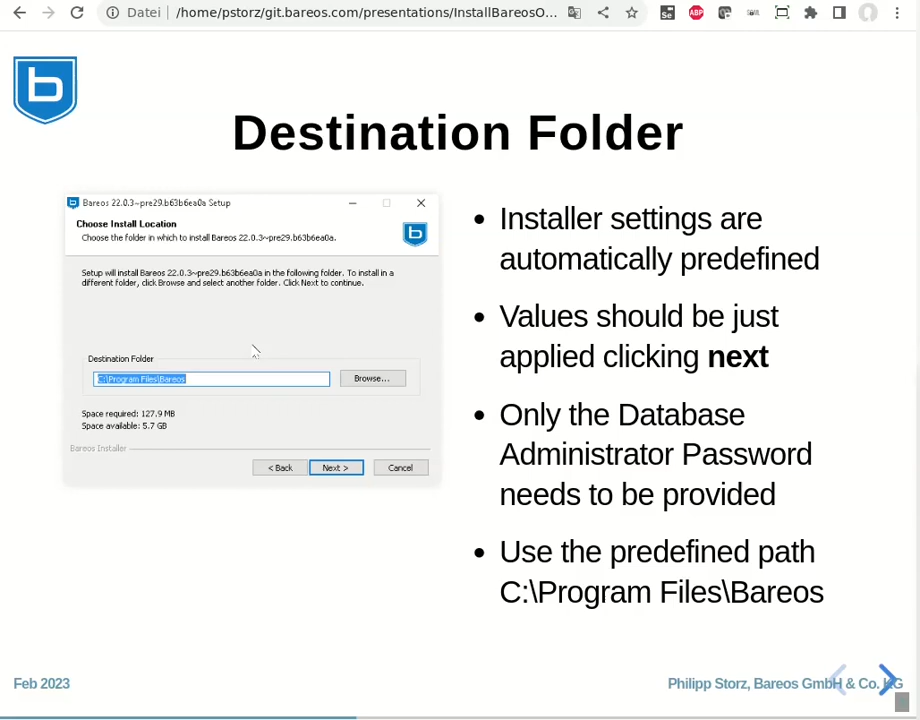 Datei
/home/pstorz/git.bareos.com/presentations/InstallBareosO...
Destination Folder
Bareos 22.0.3~pre29.b63b6ea0a Setup
Choose Install Location
Choose the folder in which to install Bareos 22.0.3~pre29.b63b6ea0a.
Setup will install Bareos 22.0.3~pre29.b63b6ea0a in the following folder. To install in a
different folder, click Browse and select another folder. Click Next to continue.
Destination Folder
C:\Program Files\Bareos
Browse...
Space required: 127.9 MB
Space available: 5.7 GB
Bareos Installer
< Back
Next >
Cancel
• Installer settings are
automatically predefined
• Values should be just
applied clicking next
• Only the Database
Administrator Password
needs to be provided
• Use the predefined path
C:\Program Files\Bareos
Feb 2023
Philipp Storz, Bareos GmbH & Co. KG